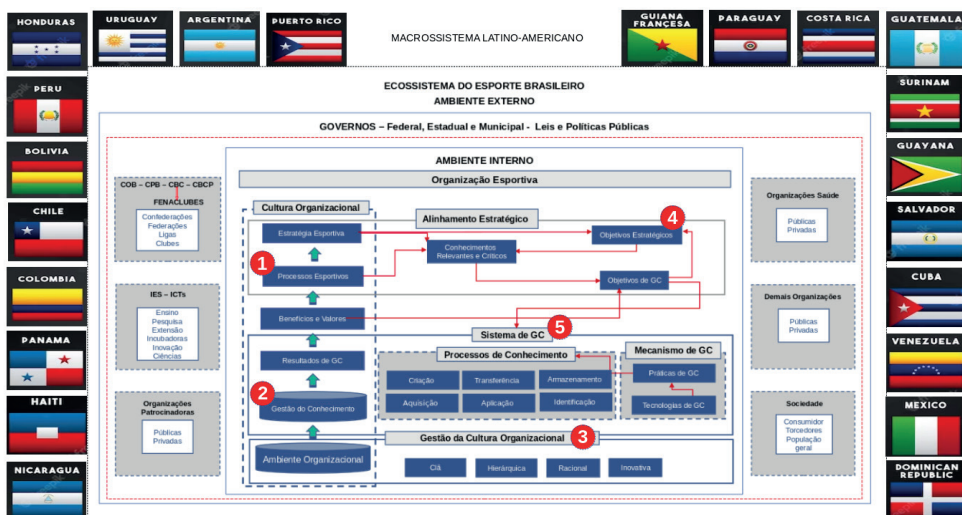 HONDURAS
URUGUAY
ARGENTINA
PUERTO RICO
MACROSSISTEMA LATINO-AMERICANO
GUIANA
FRANÇESA
PARAGUAY
COSTA RICA
GUATEMALA
PERU
BOLIVIA
CHILE
COLOMBIA
PANAMA
HAITI
NICARAGUA
ECOSSISTEMA DO ESPORTE BRASILEIRO
AMBIENTE EXTERNO
GOVERNOS – Federal, Estadual e Municipal - Leis e Políticas Públicas
COB – CPB – CBC – CBCP
FENACLUBES
Confederações
Federações
Ligas
Clubes
IES – ICTs
Ensino
Pesquisa
Extensão
Incubadoras
Inovação
Ciências
Organizações
Patrocinadoras
Públicas
Privadas
AMBIENTE INTERNO
Organização Esportiva
Cultura Organizacional
Alinhamento Estratégico
4
Estratégia Esportiva
Objetivos Estratégicos
Conhecimentos
Relevantes e Críticos
1
Processos Esportivos
Objetivos de GC
Benefícios e Valores
Sistema de GC
5
Resultados de GC
Processos de Conhecimento
Mecanismo de GC
Criação
Transferência
Armazenamento
Práticas de GC
2
Gestão do Conhecimento
Aquisição
Aplicação
Identificação
Tecnologias de GC
Gestão da Cultura Organizacional
3
Ambiente Organizacional
Clã
Hierárquica
Racional
Inovativa
Organizações Saúde
Públicas
Privadas
Demais Organizações
Públicas
Privadas
Sociedade
Consumidor
Torcedores
População
geral
SURINAM
GUAYANA
SALVADOR
CUBA
VENEZUELA
MEXICO
DOMINICAN
REPUBLIC